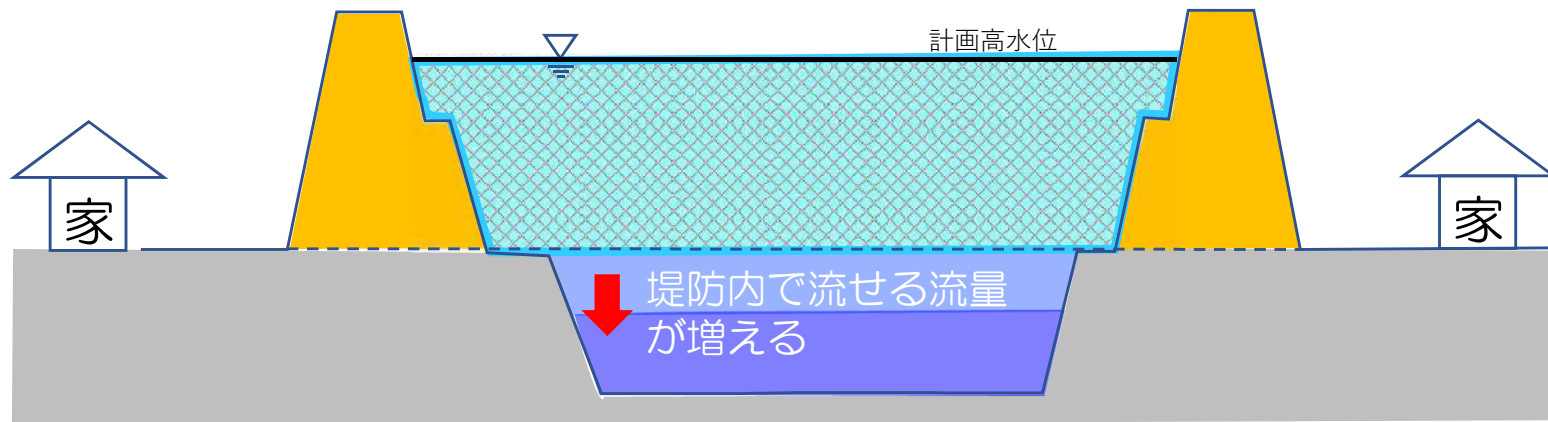 計画高水位
家
家
堤防内で流せる流量
が増える